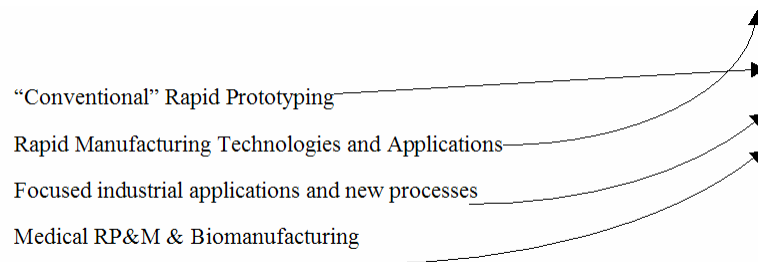 “Conventional” Rapid Prototyping
Rapid Manufacturing Technologies and Applications
Focused industrial applications and new processes
Medical RP&M & Biomanufacturing